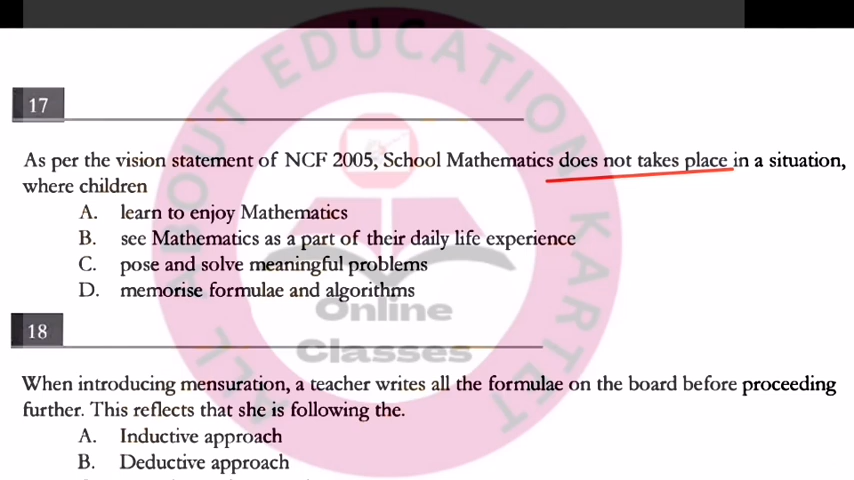 17
As per the vision statement of NCF 2005, School Mathematics does not takes place in a situation,
where children
A. learn to enjoy Mathematics
B. see Mathematics as a part of their daily life experience
C. pose and solve meaningful problems
D. memorise formulae and algorithms
18
When introducing mensuration, a teacher writes all the formulae on the board before proceeding
further. This reflects that she is following the.
A. Inductive approach
B. Deductive approach
ALL ABOUT EDUCATION KARTET
Online
Classes